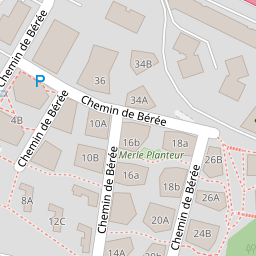 Chemin de Bérée
34B
36
P
34A
Chemin de Bérée
4B
10A
16b
18a
Chemin de Bérée
Merle Planteur
10B
26B
16a
18b
26A
8A
Chemin de Bérée
Chemin de Bérée
12C
20A
24B
14A